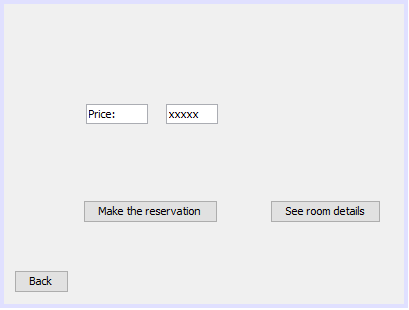 Price: xxxxx
Make the reservation See room details
Back